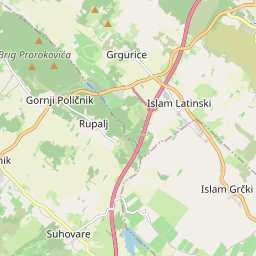 Grgurice
Brig Prorokovića
Gornji Poličnik
Islam Latinski
Rupalj
nik
Islam Grčki
Suhovare